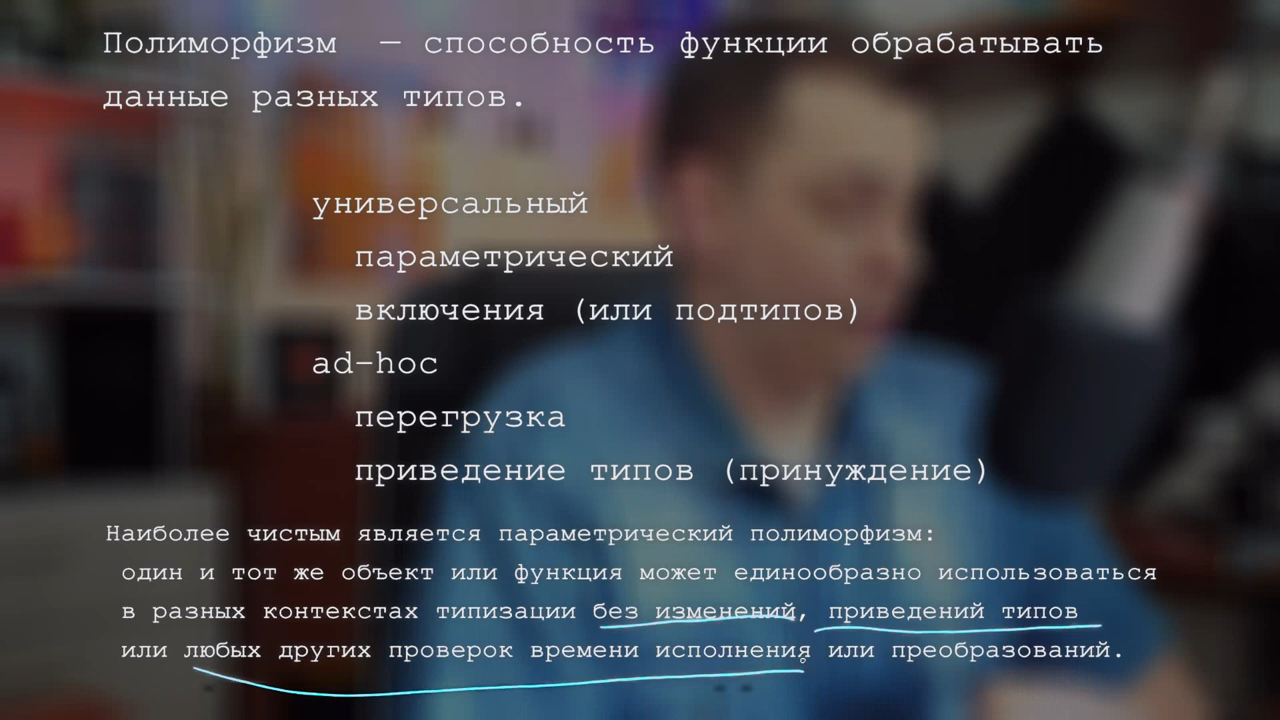 Полиморфизм — способность функции обрабатывать
данные разных типов.
универсальный
параметрический
включения (или подтипов)
ad-hoc
перегрузка
приведение типов (принуждение)
Наиболее чистым является параметрический полиморфизм:
один и тот же объект или функция может единообразно использоваться
в разных контекстах типизации без изменений, приведений типов
или любых других проверок времени исполнения или преобразований.